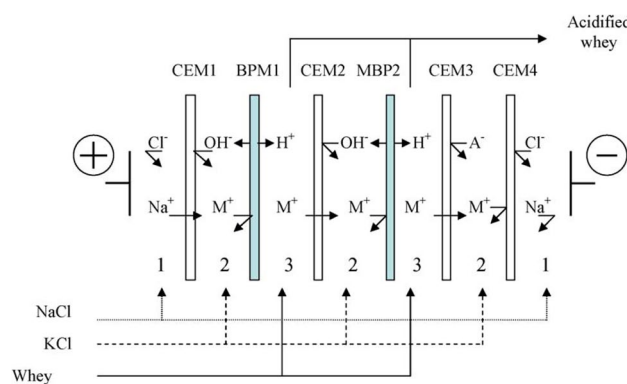 Acidified
whey
CEM1 BPM1 CEM2 MBP2 CEM3 CEM4
+ Cl- OH- H+ OH- H+ A- Cl- −
Na+ M+ M+ M+ M+ M+ Na+
1 2 3 2 3 2 1
NaCl
KCl
Whey